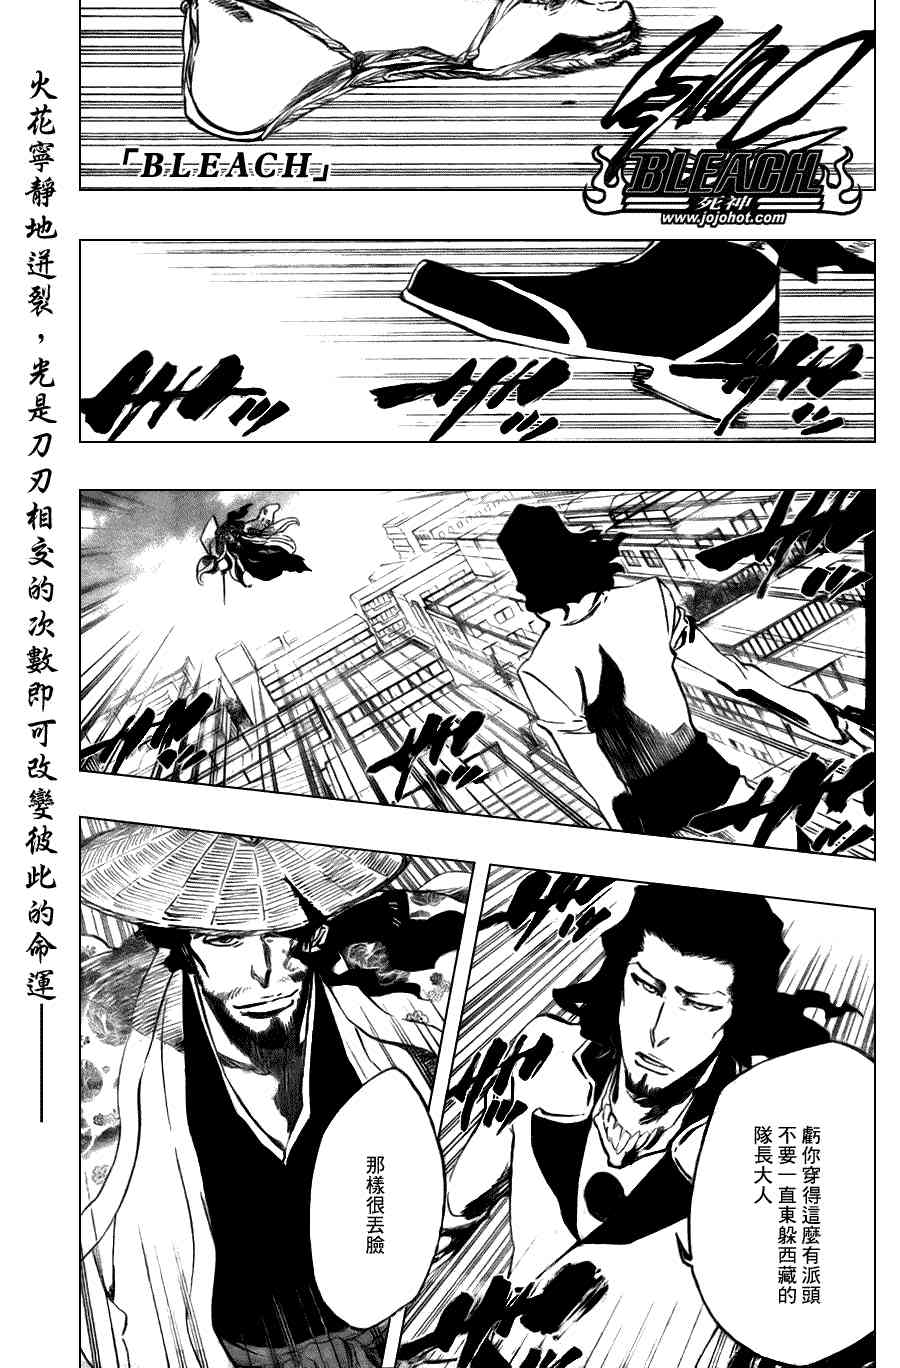 火花寧靜地迸裂，光是刀刃相交的次數即可改變彼此的命運——
「BLEACH」
BLEACH
死神
www.jojohot.com
虧你穿得這麼有派頭
不要一直東躲西藏的
隊長大人
那樣很丟臉